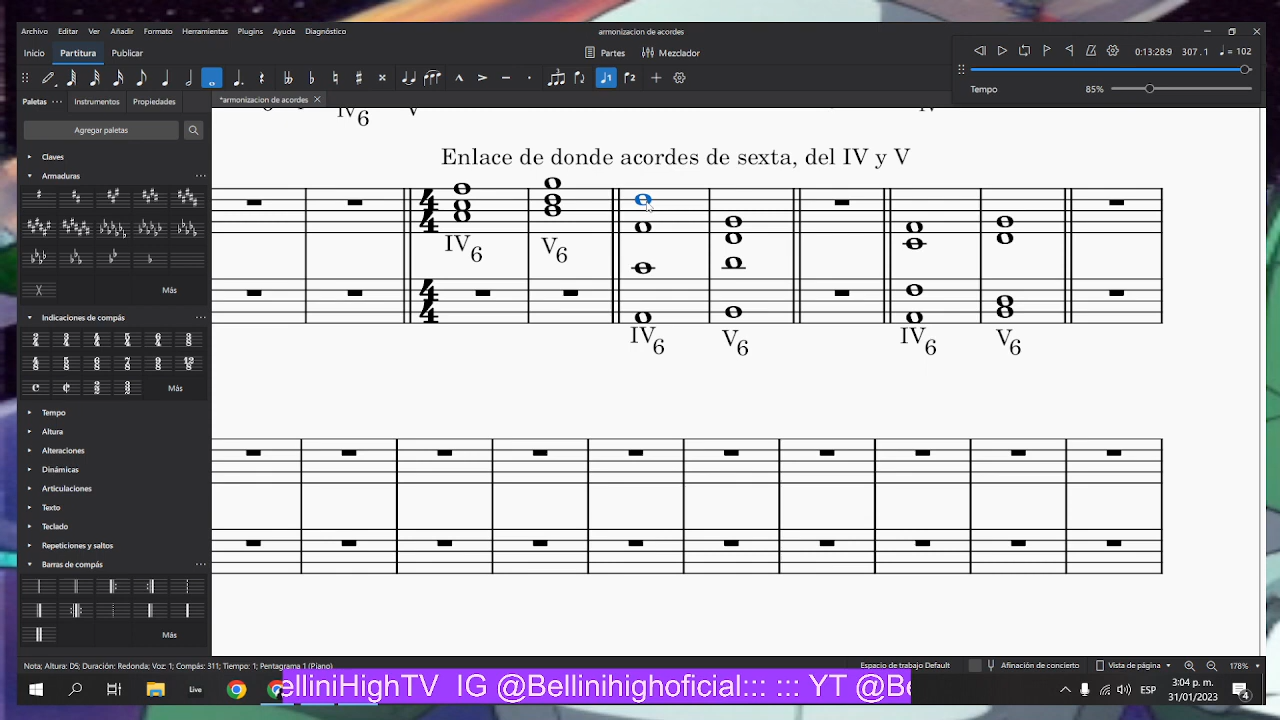 Archivo Editar Ver Añadir Formato Herramientas Plugins Ayuda Diagnóstico armonizacion de acordes
Inicio Partitura Publicar Partes Mezclador 0:13:28:9 307.1 = 102
Tempo 85%
Paletas Instrumentos Propiedades *armonizacion de acordes
Agregar paletas
Claves
Armaduras
Más
Indicaciones de compás
Más
Tempo
Altura
Alteraciones
Dinámicas
Articulaciones
Texto
Teclado
Repeticiones y saltos
Barras de compás
Más
IV6 V
Enlace de donde acordes de sexta, del IV y V
IV6 V6
IV6 V6 IV6 V6
Nota; Altura: D5; Duración: Redonda; Voz: 1; Compás: 311; Tiempo: 1; Pentagrama 1 (Piano) Espacio de trabajo Default Afinación de concierto Vista de página 178%
Live elliniHighTV IG @Bellinihighoficial::: ::: YT @Be ESP 3:04 p. m.
31/01/2023 4